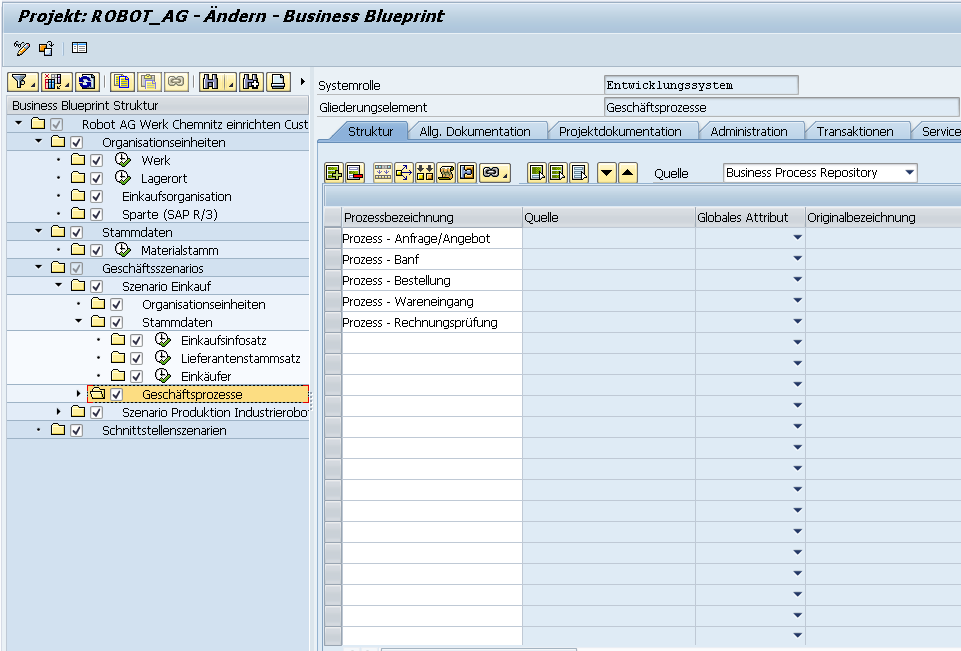 Projekt: ROBOT_AG - Ändern - Business Blueprint
Business Blueprint Struktur
Robot AG Werk Chemnitz einrichten Cust
Organisationseinheiten
Werk
Lagerort
Einkaufsorganisation
Sparte (SAP R/3)
Stammdaten
Materialstamm
Geschäftsszenarios
Szenario Einkauf
Organisationseinheiten
Stammdaten
Einkaufsinfosatz
Lieferantenstammsatz
Einkäufer
Geschäftsprozesse
Szenario Produktion Industrierobo
Schnittstellenszenarien
Systemrolle Entwicklungssystem
Gliederungselement Geschäftsprozesse
Struktur Allg. Dokumentation Projektdokumentation Administration Transaktionen Service
Quelle Business Process Repository
Prozessbezeichnung Quelle Globales Attribut Originalbezeichnung
Prozess - Anfrage/Angebot
Prozess - Banf
Prozess - Bestellung
Prozess - Wareneingang
Prozess - Rechnungsprüfung